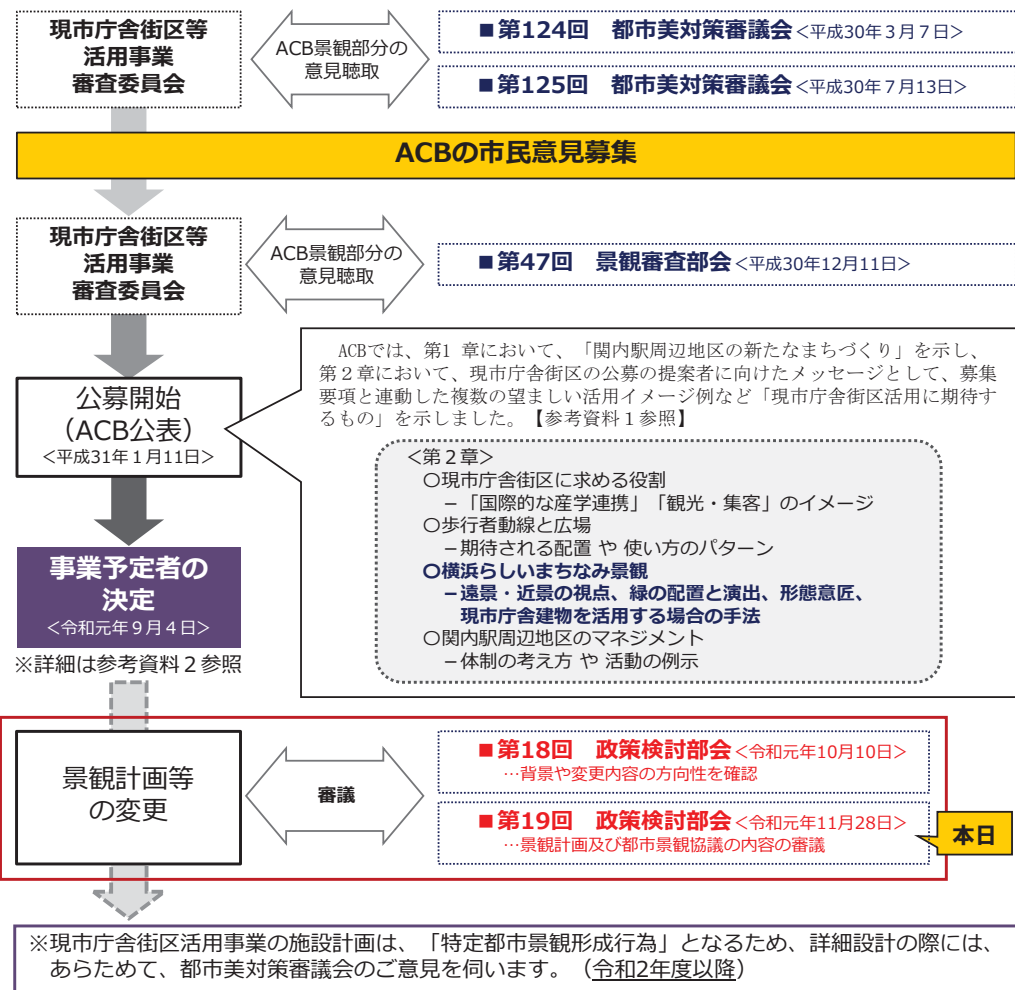 現市庁舎街区等
活用事業
審査委員会
ACB景観部分の
意見聴取
■第124回　都市美対策審議会<平成30年３月７日>
■第125回　都市美対策審議会<平成30年７月13日>
ACBの市民意見募集
現市庁舎街区等
活用事業
審査委員会
ACB景観部分の
意見聴取
■第47回　景観審査部会<平成30年12月11日>
公募開始
（ACB公表）
<平成31年１月11日>
ACBでは、第1 章において、「関内駅周辺地区の新たなまちづくり」を示し、
第２章において、現市庁舎街区の公募の提案者に向けたメッセージとして、募集
要項と連動した複数の望ましい活用イメージ例など「現市庁舎街区活用に期待す
るもの」を示しました。【参考資料１参照】
<第２章>
〇現市庁舎街区に求める役割
－「国際的な産学連携」「観光・集客」のイメージ
〇歩行者動線と広場
－期待される配置 や 使い方のパターン
〇横浜らしいまちなみ景観
－遠景・近景の視点、緑の配置と演出、形態意匠、
現市庁舎建物を活用する場合の手法
〇関内駅周辺地区のマネジメント
－体制の考え方 や 活動の例示
事業予定者の
決定
<令和元年９月４日>
※詳細は参考資料２参照
景観計画等
の変更
審議
■第18回　政策検討部会<令和元年10月10日>
…背景や変更内容の方向性を確認
■第19回　政策検討部会<令和元年11月28日>
…景観計画及び都市景観協議の内容の審議
本日
※現市庁舎街区活用事業の施設計画は、「特定都市景観形成行為」となるため、詳細設計の際には、
あらためて、都市美対策審議会のご意見を伺います。（令和2年度以降）